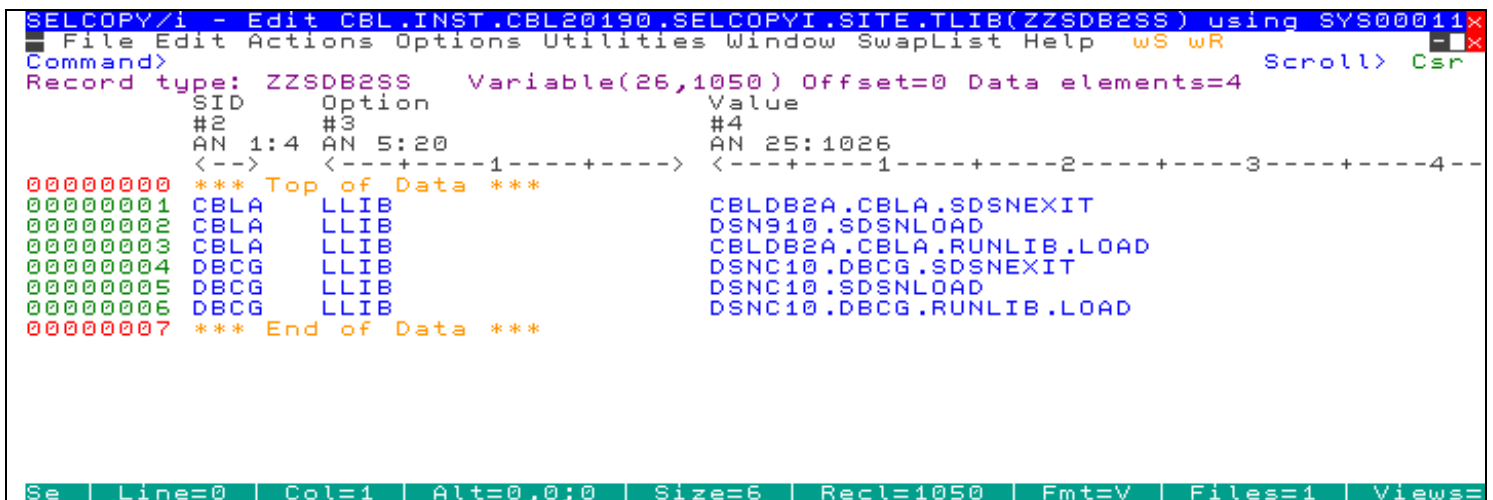 SELCOPY/i - Edit CBL.INST.CBL20190.SELCOPYI.SITE.TLIB(ZZSDB2SS) using SYS00011x
- File Edit Actions Options Utilities Window SwapList Help wS wR - x
Command> Scroll> Csr
Record type: ZZSDB2SS Variable(26,1050) Offset=0 Data elements=4
SID Option Value
#2 #3 #4
AN 1:4 AN 5:20 AN 25:1026
<--> <---+----1----+----> <---+----1----+----2----+----3----+----4--
00000000 *** Top of Data ***
00000001 CBLA LLIB CBLDB2A.CBLA.SDSNEXIT
00000002 CBLA LLIB DSN910.SDSNLOAD
00000003 CBLA LLIB CBLDB2A.CBLA.RUNLIB.LOAD
00000004 DBCG LLIB DSNC10.DBCG.SDSNEXIT
00000005 DBCG LLIB DSNC10.SDSNLOAD
00000006 DBCG LLIB DSNC10.DBCG.RUNLIB.LOAD
00000007 *** End of Data ***
Se | Line=0 | Col=1 | Alt=0,0;0 | Size=6 | Recl=1050 | Fmt=V | Files=1 | Views=